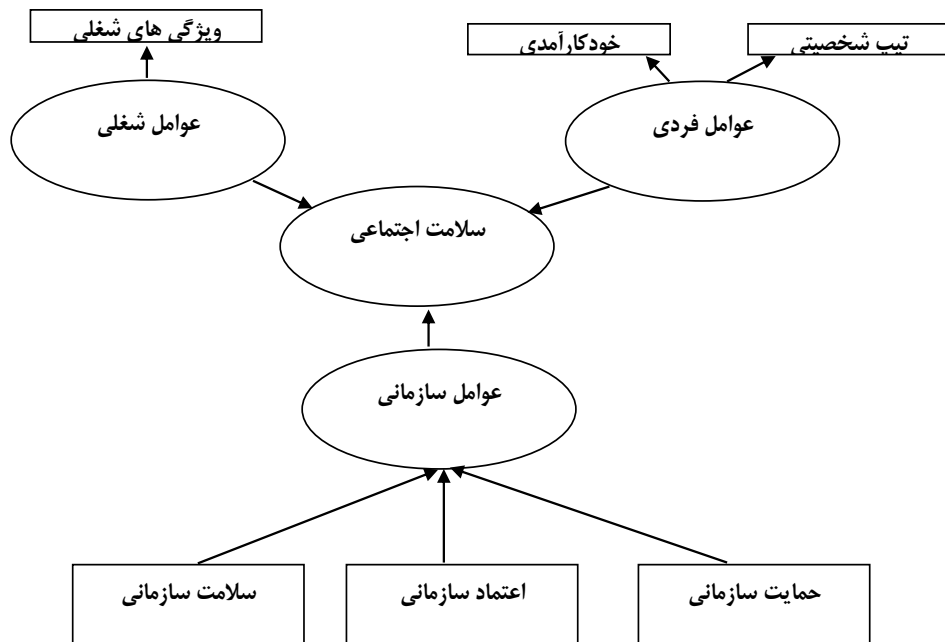 ویژگی های شغلی
خودکارآمدی
تیپ شخصیتی
عوامل شغلی
عوامل فردی
سلامت اجتماعی
عوامل سازمانی
سلامت سازمانی
اعتماد سازمانی
حمایت سازمانی